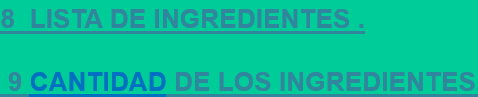 8 LISTA DE INGREDIENTES .
9 CANTIDAD DE LOS INGREDIENTES